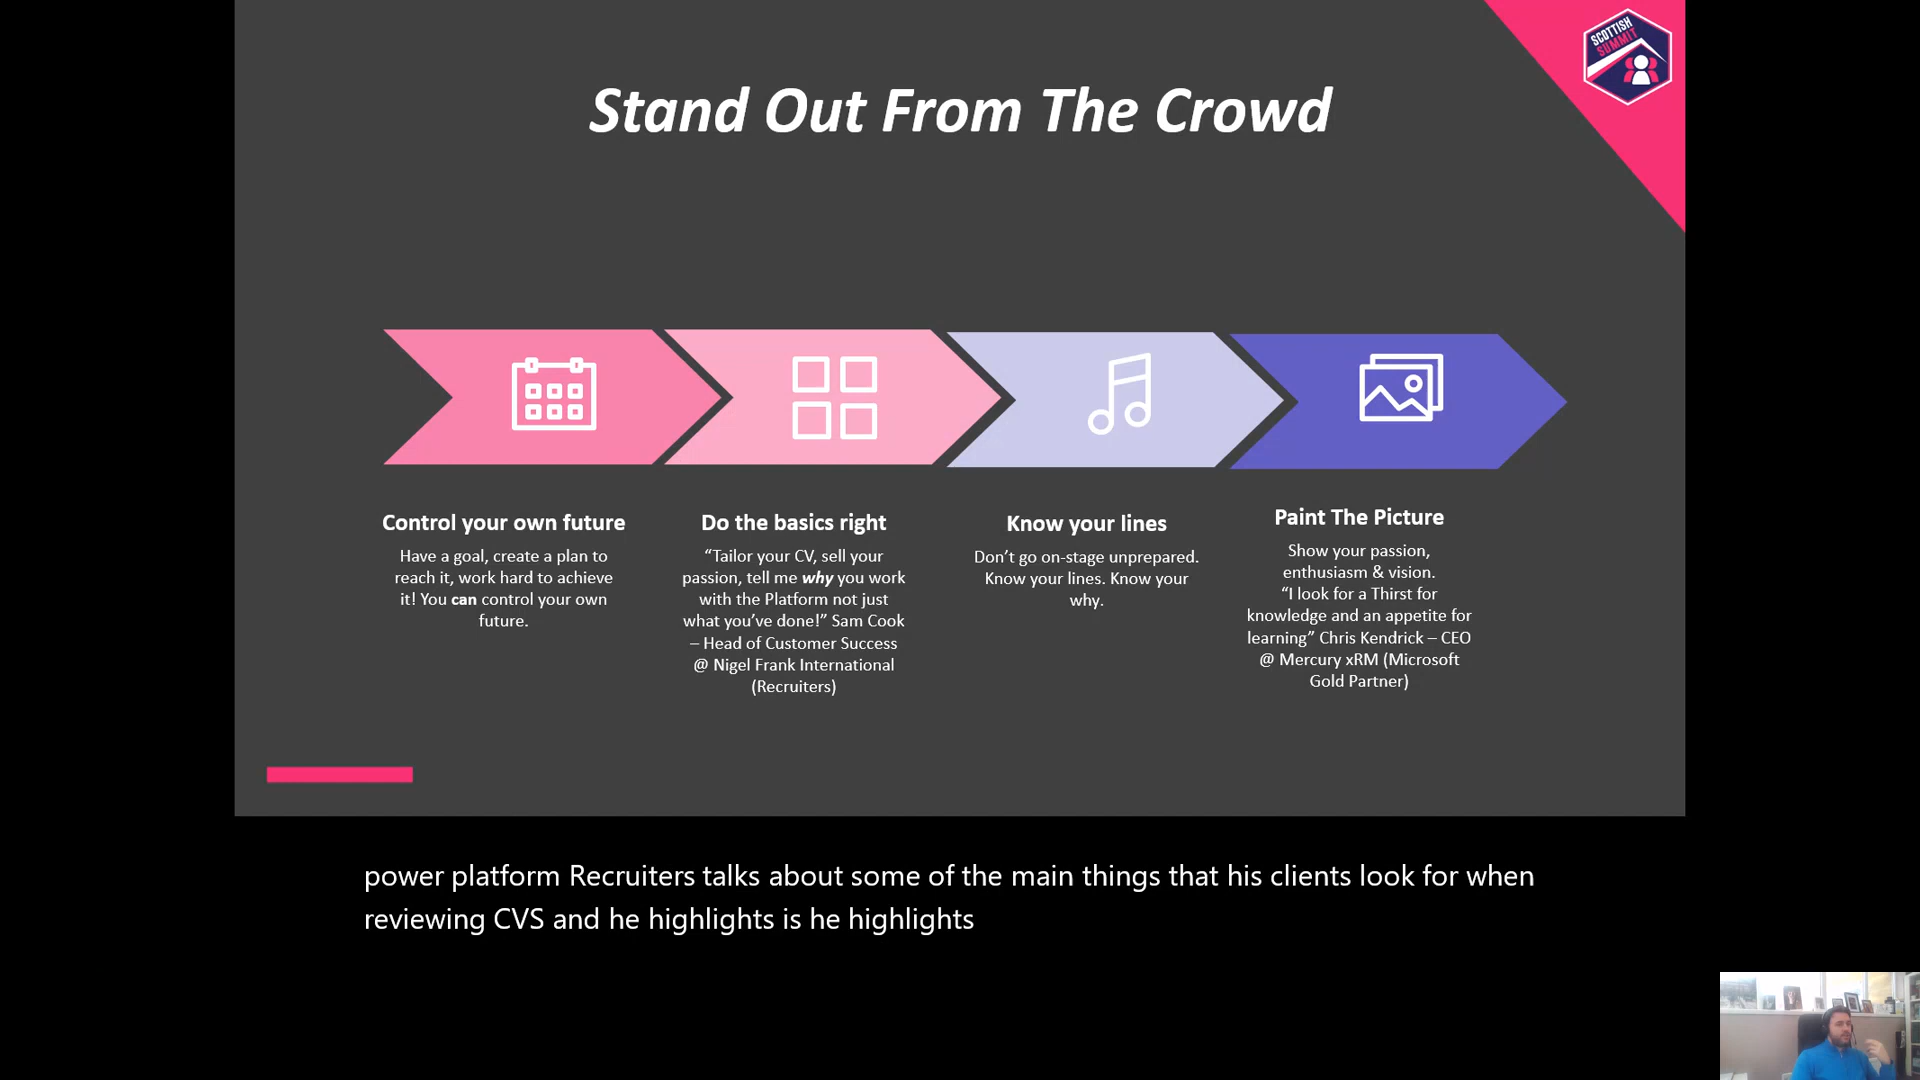 SCOTTISH
SUMMIT
Stand Out From The Crowd
Control your own future
Have a goal, create a plan to
reach it, work hard to achieve
it! You can control your own
future.
Do the basics right
“Tailor your CV, sell your
passion, tell me why you work
with the Platform not just
what you’ve done!” Sam Cook
– Head of Customer Success
@ Nigel Frank International
(Recruiters)
Know your lines
Don’t go on-stage unprepared.
Know your lines. Know your
why.
Paint The Picture
Show your passion,
enthusiasm & vision.
“I look for a Thirst for
knowledge and an appetite for
learning” Chris Kendrick – CEO
@ Mercury xRM (Microsoft
Gold Partner)
power platform Recruiters talks about some of the main things that his clients look for when
reviewing CVS and he highlights is he highlights